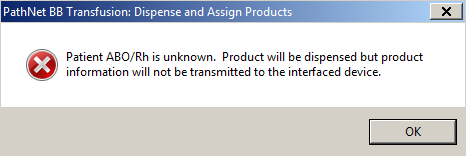 PathNet BB Transfusion: Dispense and Assign Products
Patient ABO/Rh is unknown.  Product will be dispensed but product
information will not be transmitted to the interfaced device.
OK